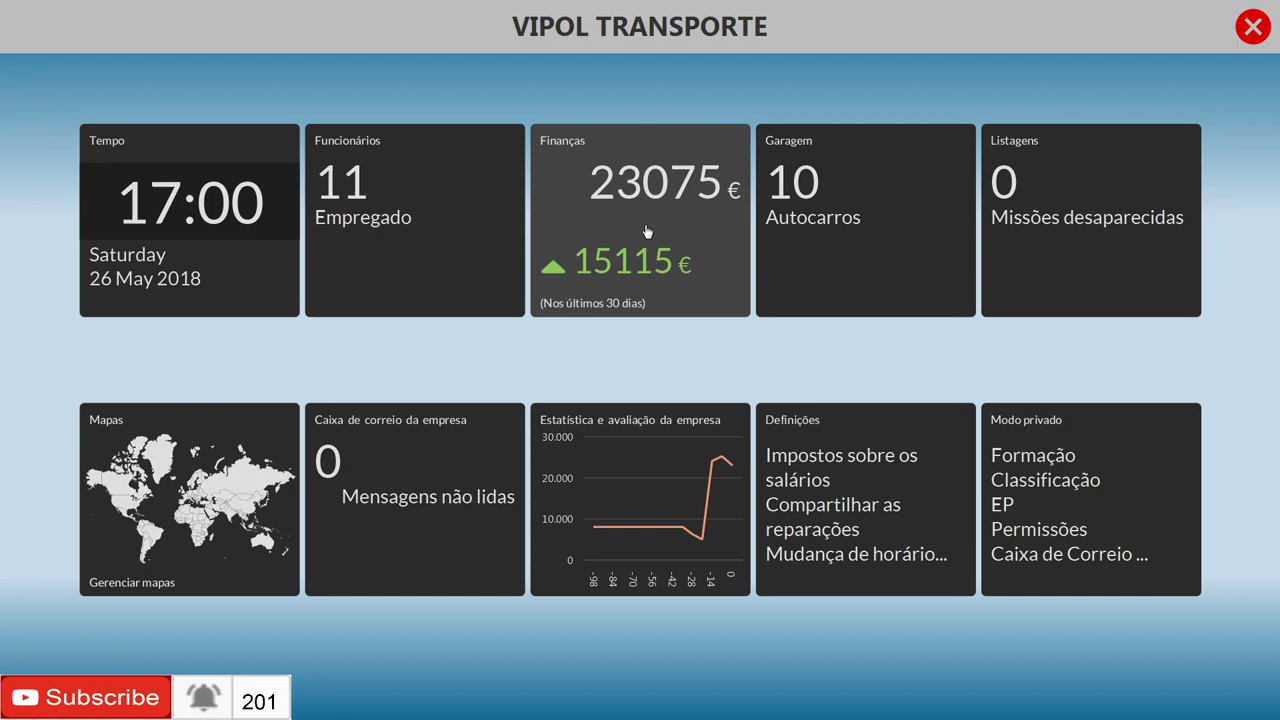 VIPOL TRANSPORTE
Tempo
17:00
Saturday
26 May 2018
Funcionários
11
Empregado
Finanças
23075 €
15115 €
(Nos últimos 30 dias)
Garagem
10
Autocarros
Listagens
0
Missões desaparecidas
Mapas
Gerenciar mapas
Caixa de correio da empresa
0
Mensagens não lidas
Estatística e avaliação da empresa
30.000
20.000
10.000
0
-98
-84
-70
-56
-42
-28
-14
0
Definições
Impostos sobre os
salários
Compartilhar as
reparações
Mudança de horário...
Modo privado
Formação
Classificação
EP
Permissões
Caixa de Correio ...
Subscribe
201